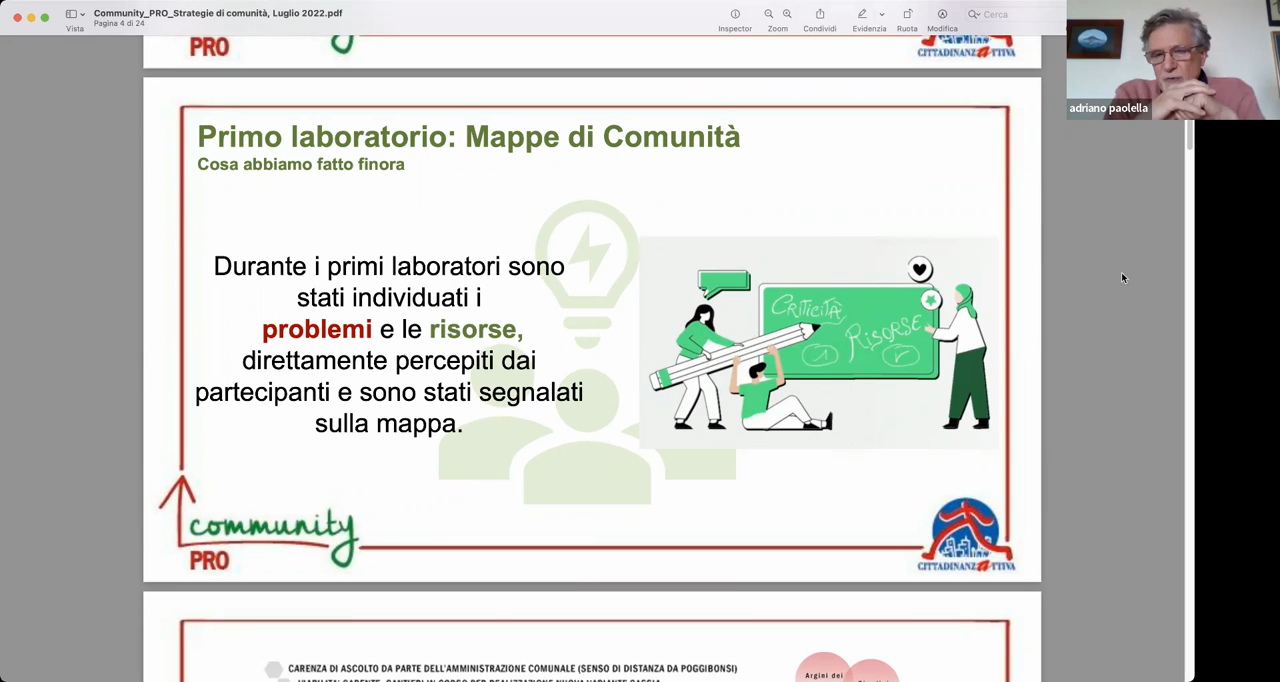 Community_PRO_Strategie di comunità, Luglio 2022.pdf
Pagina 4 di 24
Vista
Inspector
Zoom
Condividi
Evidenzia
Ruota
Modifica
Cerca
adriano paolella
PRO
CITTADINANZATTIVA
Primo laboratorio: Mappe di Comunità
Cosa abbiamo fatto finora
Durante i primi laboratori sono
stati individuati i
problemi e le risorse,
direttamente percepiti dai
partecipanti e sono stati segnalati
sulla mappa.
CRITICITÀ
RISORSE
community
PRO
CITTADINANZATTIVA
CARENZA DI ASCOLTO DA PARTE DELL'AMMINISTRAZIONE COMUNALE (SENSO DI DISTANZA DA POGGIBONSI)
Argini dei